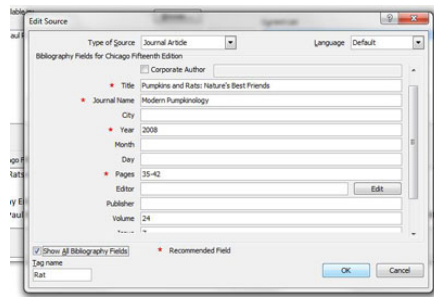 Edit Source
Type of Source Journal Article Language Default
Bibliography Fields for Chicago Fifteenth Edition
Corporate Author
* Title Pumpkins and Rats: Nature's Best Friends
* Journal Name Modern Pumpkinology
City
* Year 2008
Month
Day
* Pages 35-42
Editor Edit
Publisher
Volume 24
Show All Bibliography Fields * Recommended Field
Tag name
Rat
OK Cancel